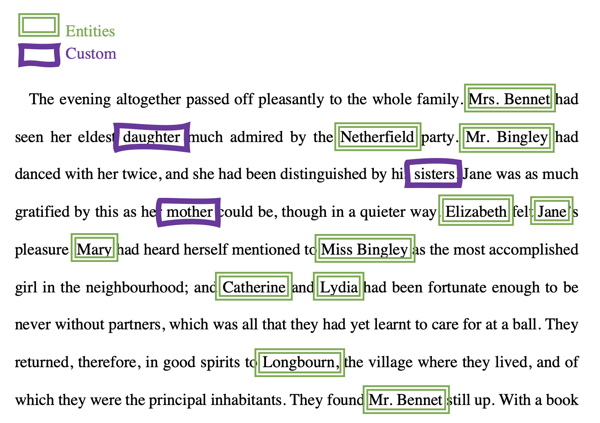 Entities
Custom
The evening altogether passed off pleasantly to the whole family. Mrs. Bennet had
seen her eldest daughter much admired by the Netherfield party. Mr. Bingley had
danced with her twice, and she had been distinguished by his sisters. Jane was as much
gratified by this as her mother could be, though in a quieter way. Elizabeth felt Jane's
pleasure. Mary had heard herself mentioned to Miss Bingley as the most accomplished
girl in the neighbourhood; and Catherine and Lydia had been fortunate enough to be
never without partners, which was all that they had yet learnt to care for at a ball. They
returned, therefore, in good spirits to Longbourn, the village where they lived, and of
which they were the principal inhabitants. They found Mr. Bennet still up. With a book